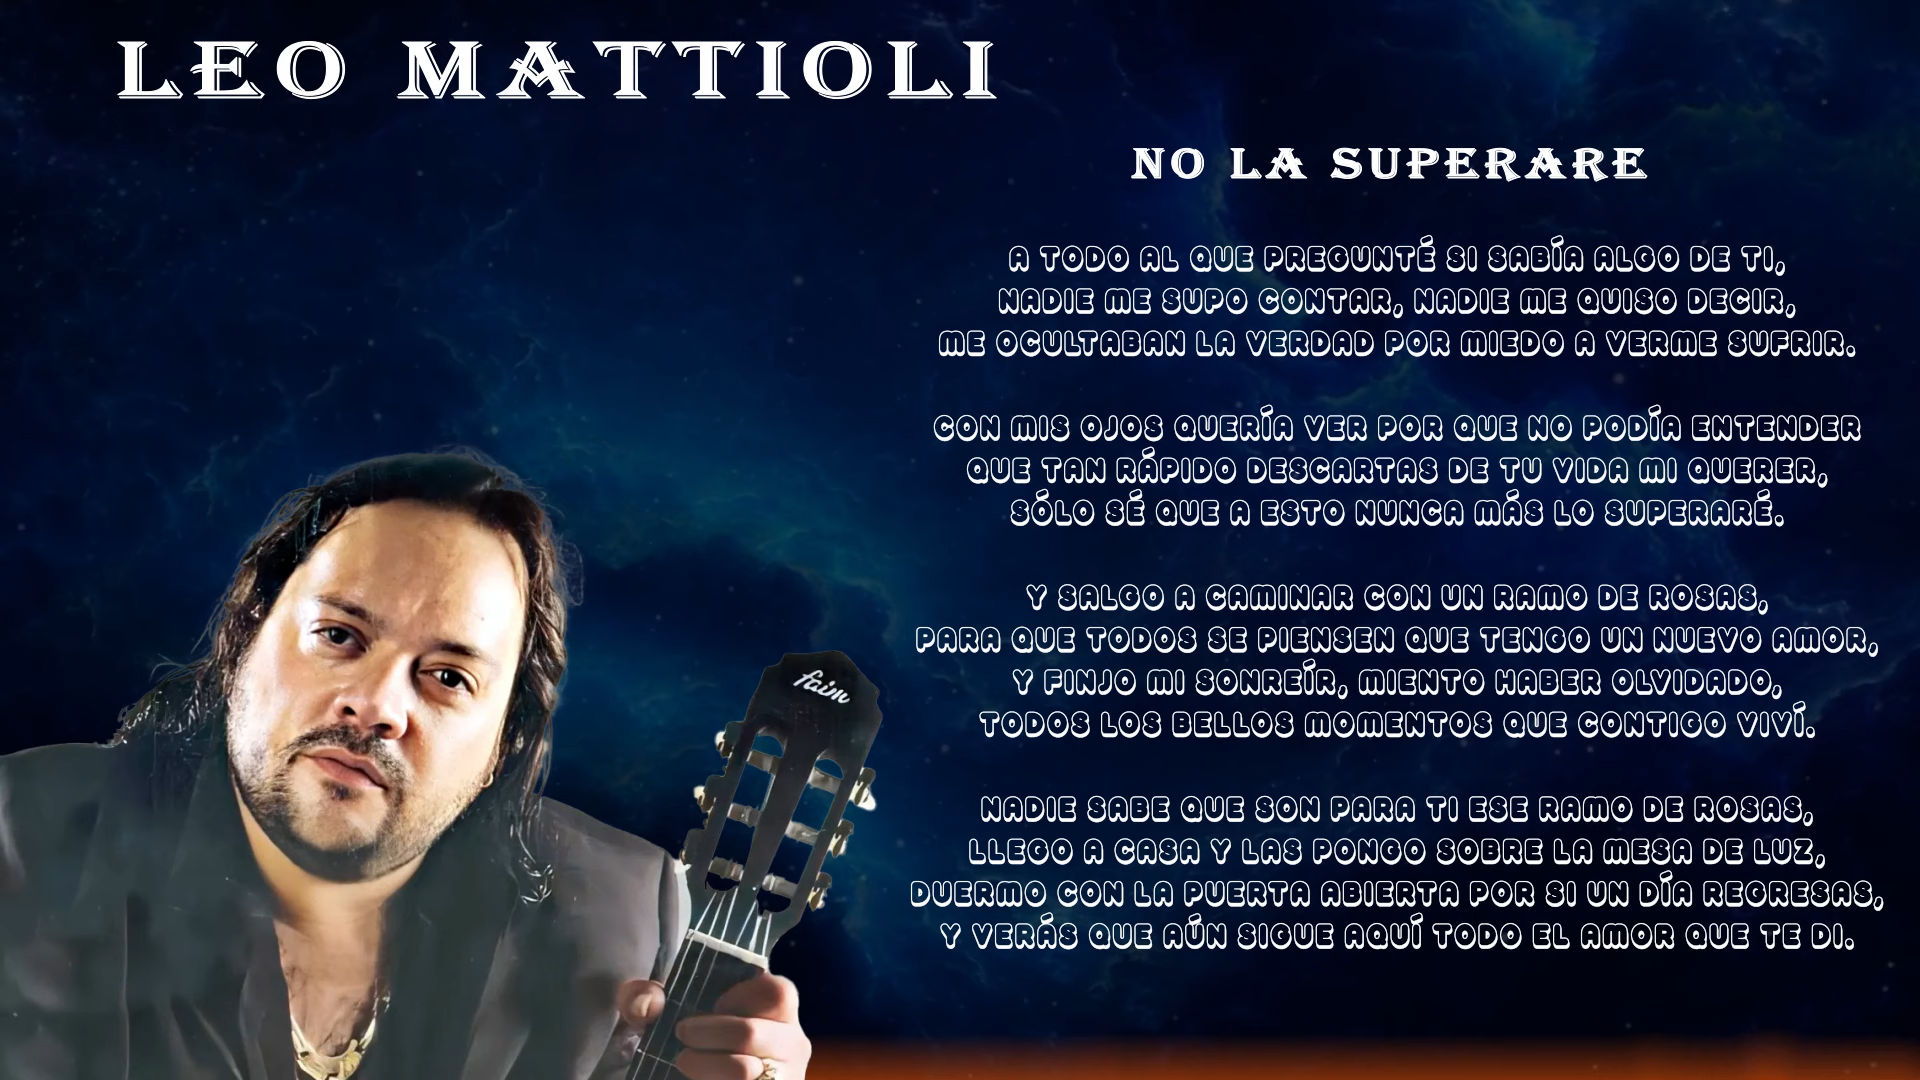 LEO MATTIOLI
NO LA SUPERARE
A TODO AL QUE PREGUNTÉ SI SABÍA ALGO DE TI,
NADIE ME SUPO CONTAR, NADIE ME QUISO DECIR,
ME OCULTABAN LA VERDAD POR MIEDO A VERME SUFRIR.
CON MIS OJOS QUERÍA VER POR QUE NO PODÍA ENTENDER
QUE TAN RÁPIDO DESCARTAS DE TU VIDA MI QUERER,
SÓLO SÉ QUE A ESTO NUNCA MÁS LO SUPERARÉ.
Y SALGO A CAMINAR CON UN RAMO DE ROSAS,
PARA QUE TODOS SE PIENSEN QUE TENGO UN NUEVO AMOR,
Y FINJO MI SONREÍR, MIENTO HABER OLVIDADO,
TODOS LOS BELLOS MOMENTOS QUE CONTIGO VIVÍ.
NADIE SABE QUE SON PARA TI ESE RAMO DE ROSAS,
LLEGO A CASA Y LAS PONGO SOBRE LA MESA DE LUZ,
DUERMO CON LA PUERTA ABIERTA POR SI UN DÍA REGRESAS,
Y VERÁS QUE AÚN SIGUE AQUÍ TODO EL AMOR QUE TE DI.
faim